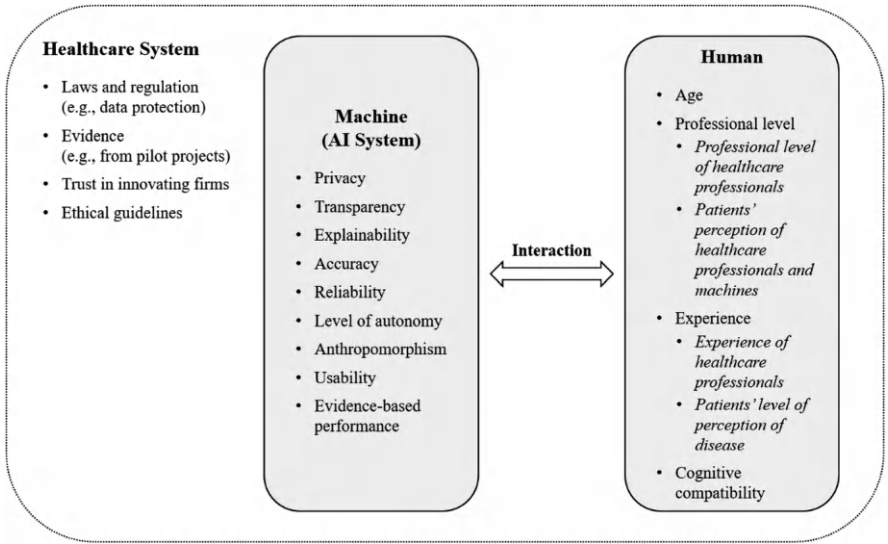 Healthcare System
• Laws and regulation
(e.g., data protection)
• Evidence
(e.g., from pilot projects)
• Trust in innovating firms
• Ethical guidelines
Machine
(AI System)
• Privacy
• Transparency
• Explainability
• Accuracy
• Reliability
• Level of autonomy
• Anthropomorphism
• Usability
• Evidence-based
performance
Interaction
Human
• Age
• Professional level
• Professional level
of healthcare
professionals
• Patients’
perception of
healthcare
professionals and
machines
• Experience
• Experience of
healthcare
professionals
• Patients’ level of
perception of
disease
• Cognitive
compatibility